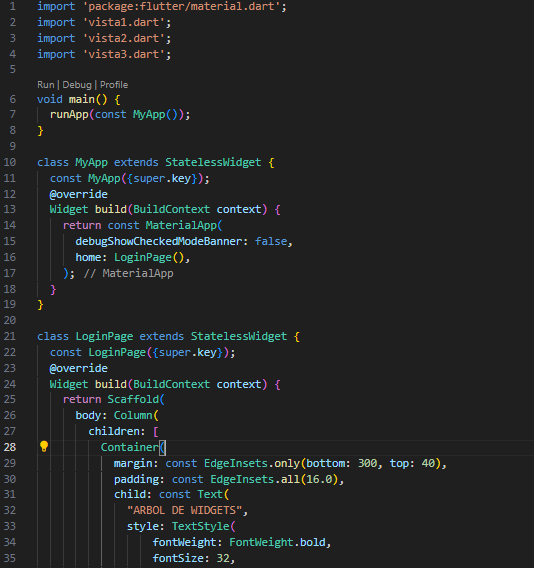 1 import 'package:flutter/material.dart';
2 import 'vista1.dart';
3 import 'vista2.dart';
4 import 'vista3.dart';
5
Run | Debug | Profile
6 void main() {
7   runApp(const MyApp());
8 }
9
10 class MyApp extends StatelessWidget {
11   const MyApp({super.key});
12   @override
13   Widget build(BuildContext context) {
14     return const MaterialApp(
15       debugShowCheckedModeBanner: false,
16       home: LoginPage(),
17     ); // MaterialApp
18   }
19 }
20
21 class LoginPage extends StatelessWidget {
22   const LoginPage({super.key});
23   @override
24   Widget build(BuildContext context) {
25     return Scaffold(
26       body: Column(
27         children: [
28           Container(
29             margin: const EdgeInsets.only(bottom: 300, top: 40),
30             padding: const EdgeInsets.all(16.0),
31             child: const Text(
32               "ARBOL DE WIDGETS",
33               style: TextStyle(
34                   fontWeight: FontWeight.bold,
35                   fontSize: 32,